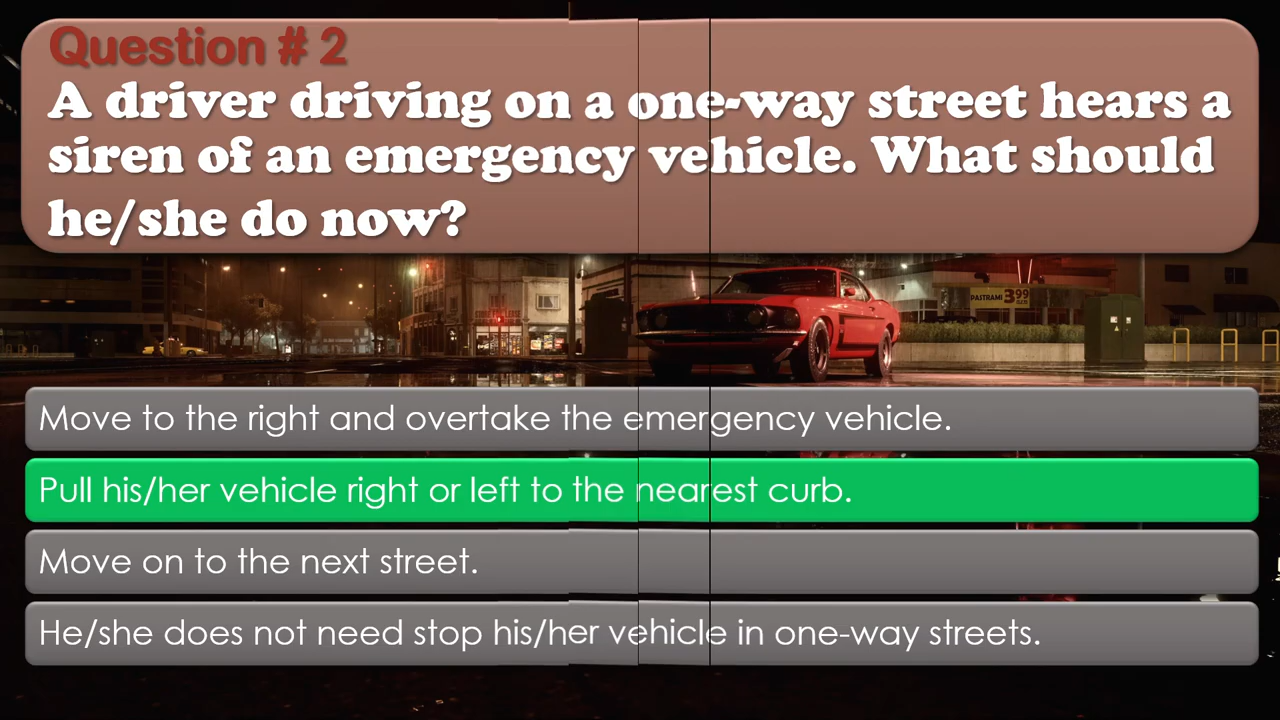 Question # 2
A driver driving on a one-way street hears a
siren of an emergency vehicle. What should
he/she do now?
PASTRAMI 3.99
Move to the right and overtake the emergency vehicle.
Pull his/her vehicle right or left to the nearest curb.
Move on to the next street.
He/she does not need stop his/her vehicle in one-way streets.